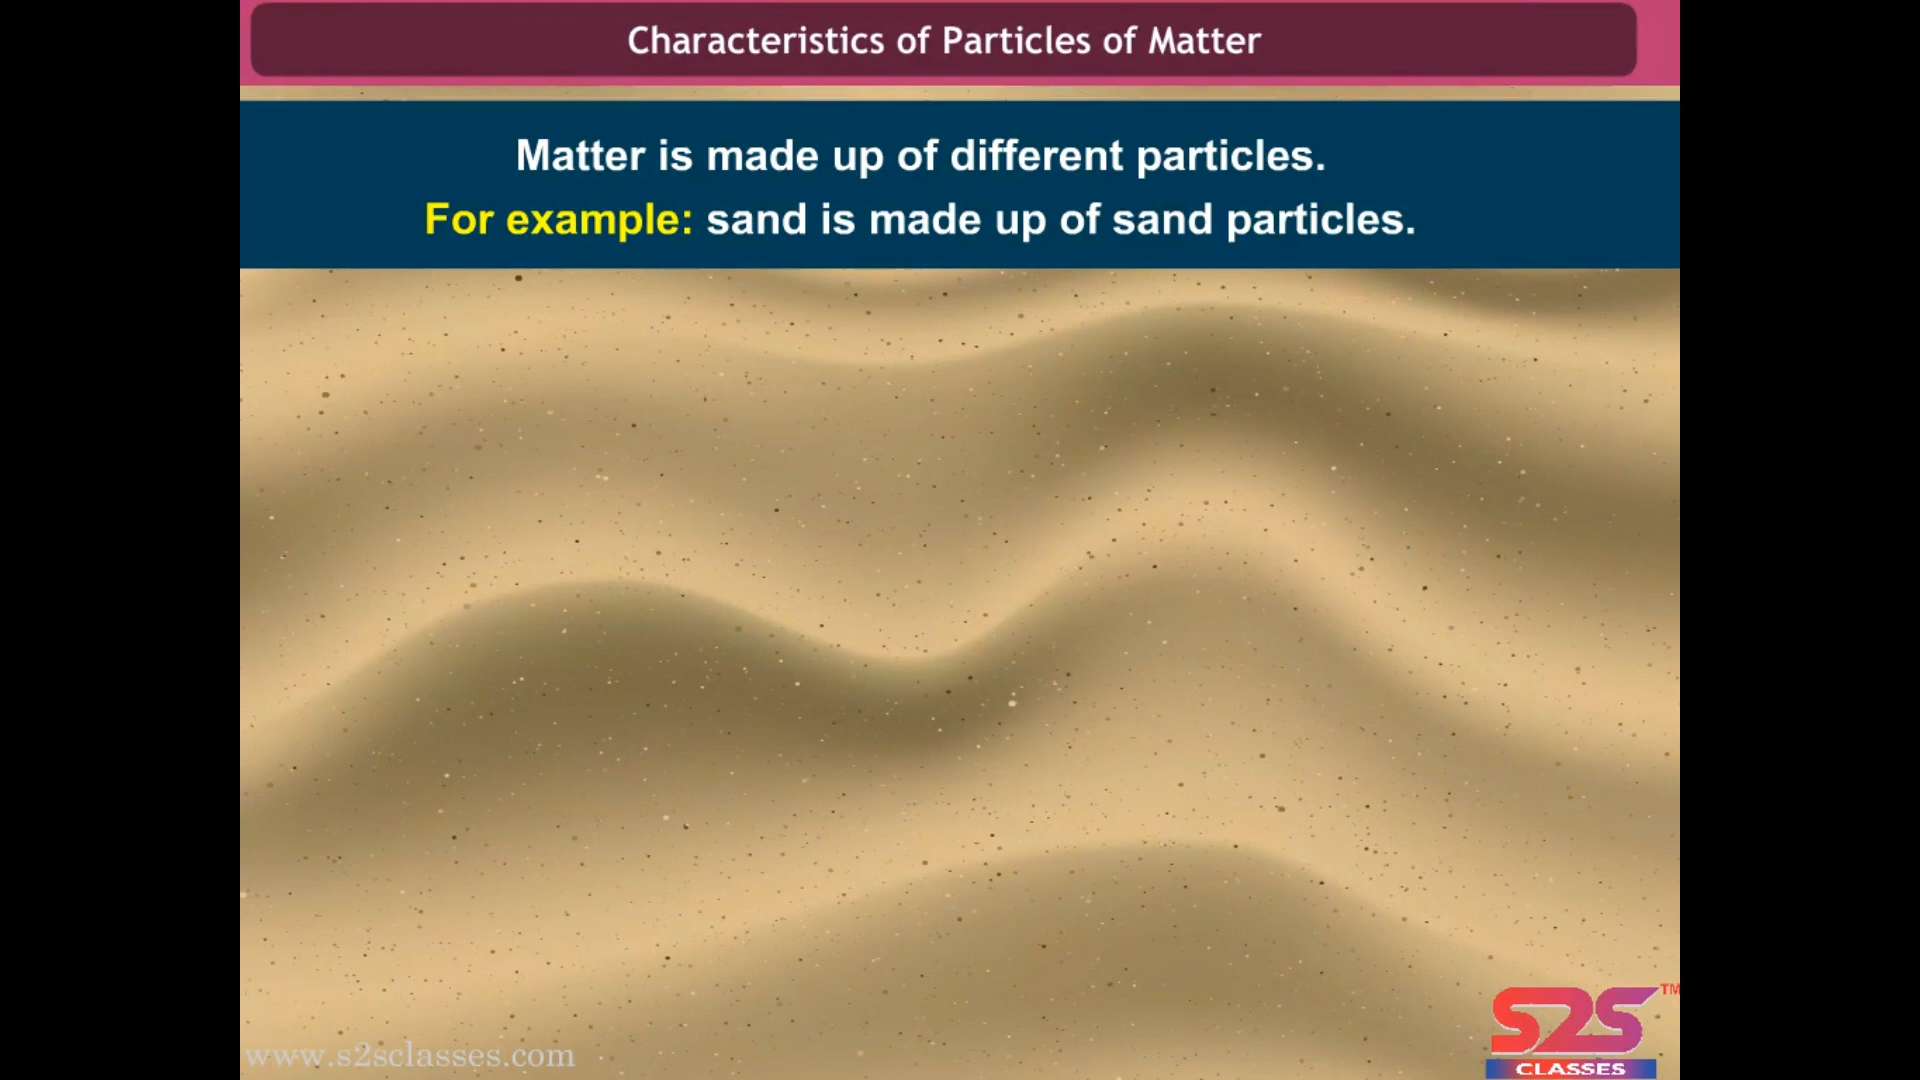 Characteristics of Particles of Matter
Matter is made up of different particles.
For example: sand is made up of sand particles.
www.s2sclasses.com
S2S TM
CLASSES